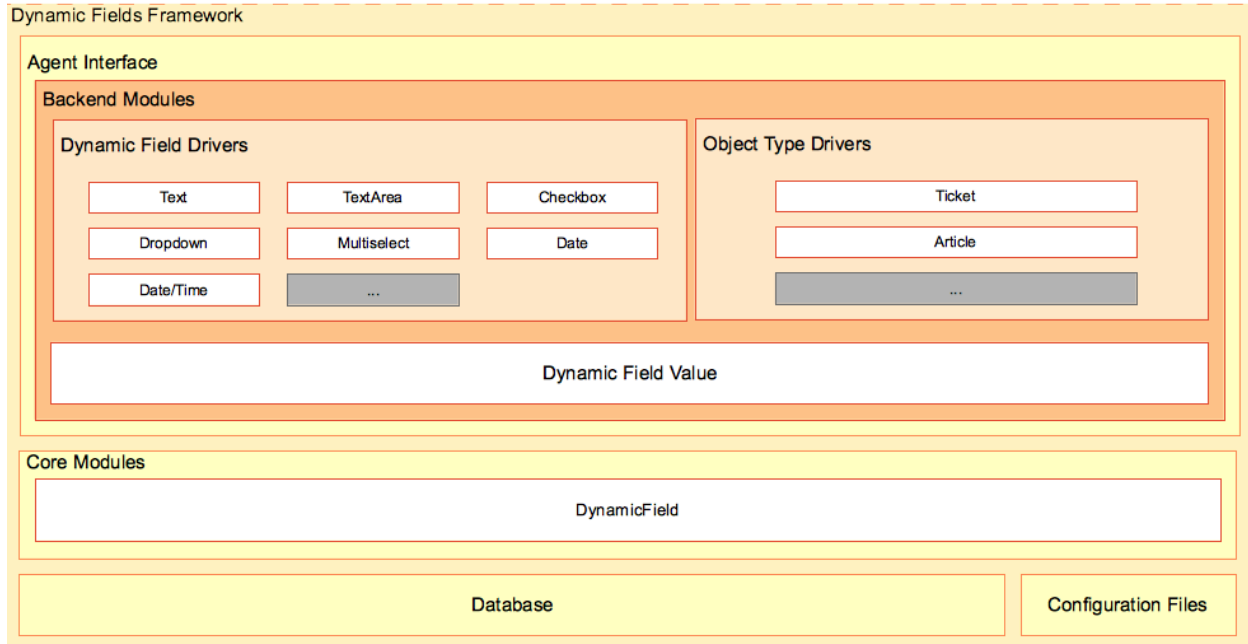 Dynamic Fields Framework
Agent Interface
Backend Modules
Dynamic Field Drivers
Text
TextArea
Checkbox
Dropdown
Multiselect
Date
Date/Time
...
Object Type Drivers
Ticket
Article
...
Dynamic Field Value
Core Modules
DynamicField
Database
Configuration Files